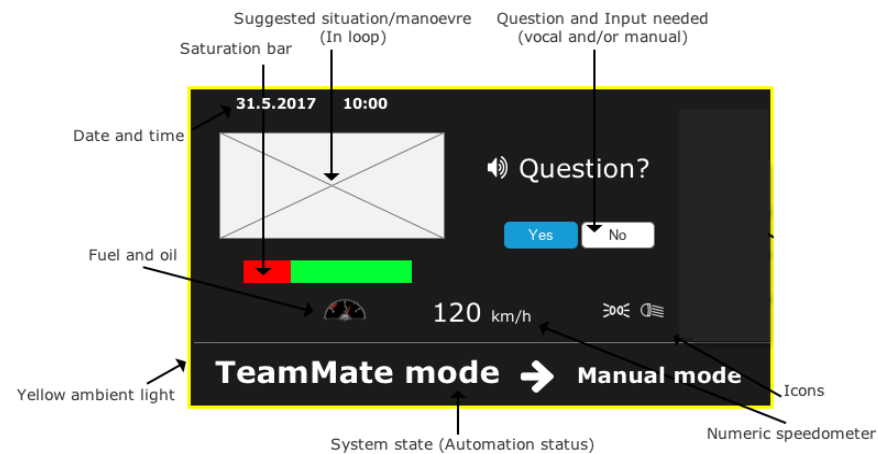 Suggested situation/manoevre
(In loop)
Question and Input needed
(vocal and/or manual)
Saturation bar
31.5.2017 10:00
Date and time
Question?
Yes No
Fuel and oil
120 km/h
TeamMate mode Manual mode
Yellow ambient light
Icons
Numeric speedometer
System state (Automation status)